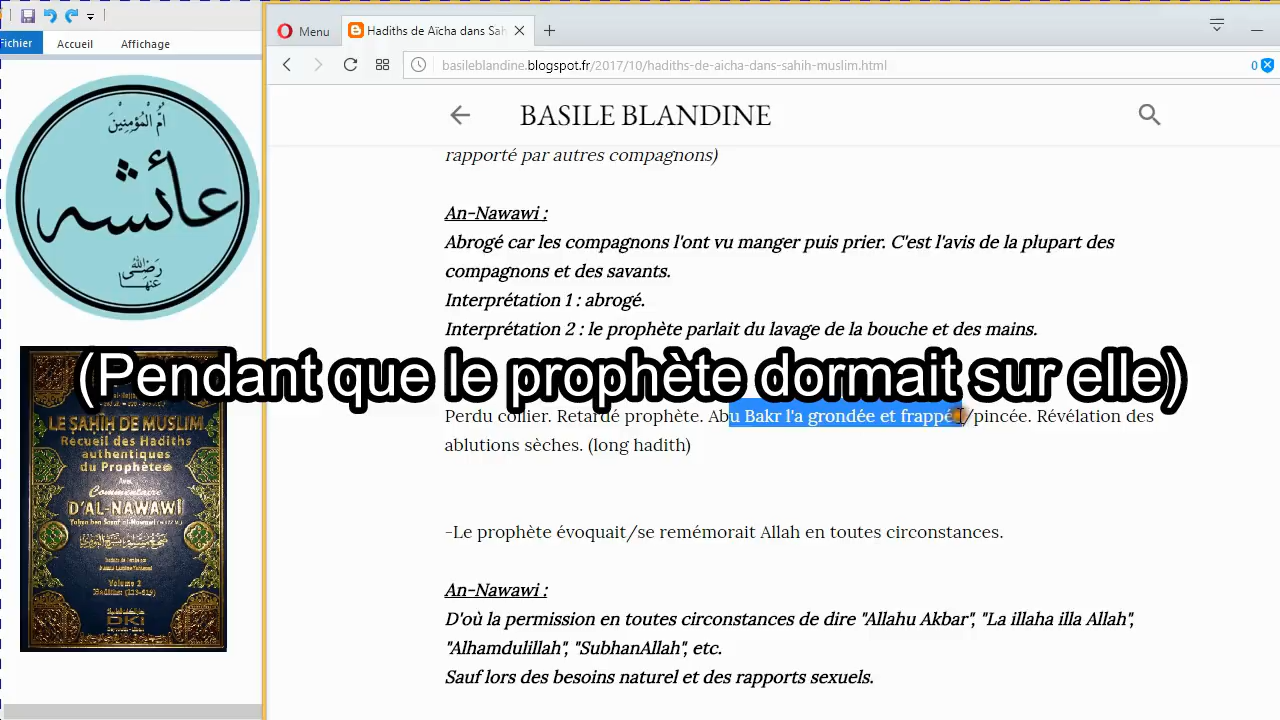 Fichier
Accueil
Affichage
Menu
Hadiths de Aïcha dans Sah
basileblandine.blogspot.fr/2017/10/hadiths-de-aicha-dans-sahih-muslim.html
0
BASILE BLANDINE
rapporté par autres compagnons)
An-Nawawi :
Abrogé car les compagnons l'ont vu manger puis prier. C'est l'avis de la plupart des
compagnons et des savants.
Interprétation 1 : abrogé.
Interprétation 2 : le prophète parlait du lavage de la bouche et des mains.
(Pendant que le prophète dormait sur elle)
Perdu collier. Retardé prophète. Abu Bakr l'a grondée et frappée/pincée. Révélation des
ablutions sèches. (long hadith)
-Le prophète évoquait/se remémorait Allah en toutes circonstances.
An-Nawawi :
D'où la permission en toutes circonstances de dire "Allahu Akbar", "La illaha illa Allah",
"Alhamdulillah", "SubhanAllah", etc.
Sauf lors des besoins naturel et des rapports sexuels.
أم المؤمنين
عائشة
رضي الله
عنها
LE SAHIH DE MUSLIM
Recueil des Hadiths
authentiques
du Prophète
Avec
Commentaire
D'AL-NAWAWI
Volume 2
DKI